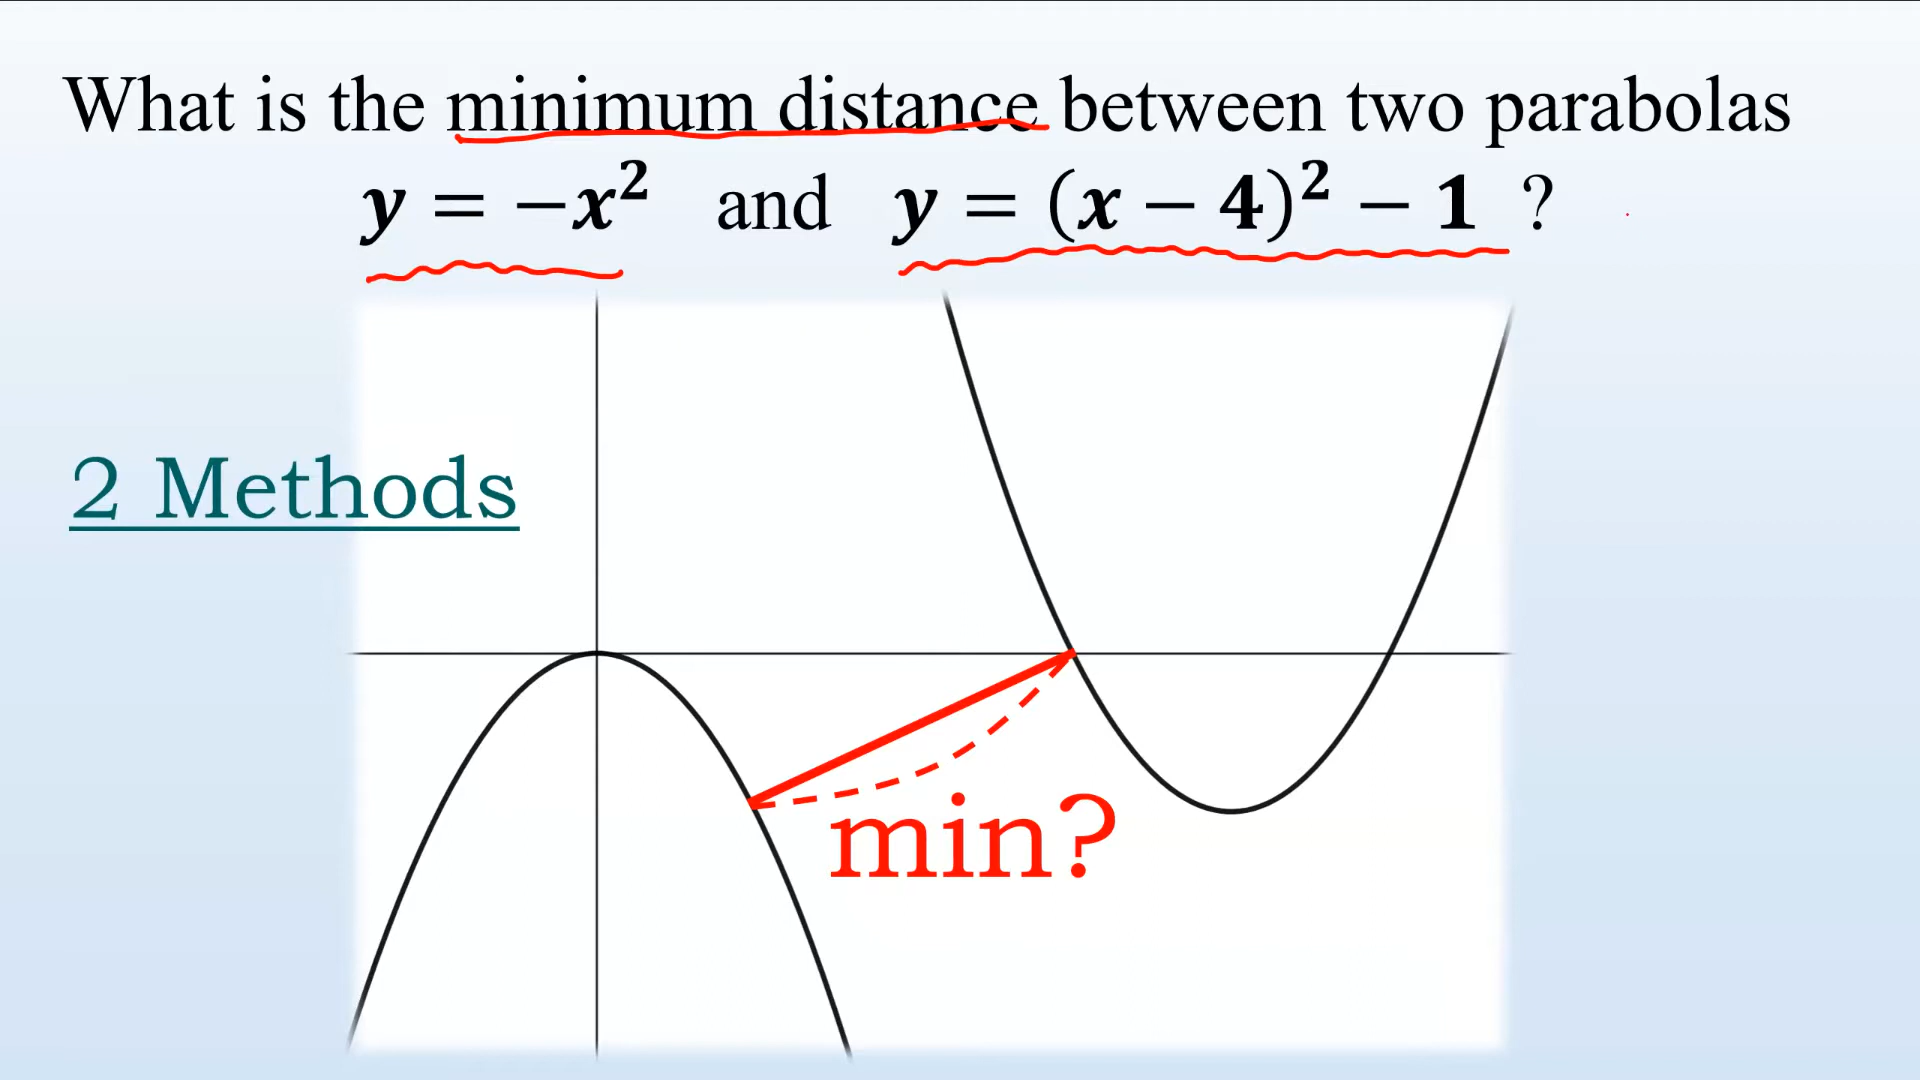 What is the minimum distance between two parabolas
y = −x² and y = (x − 4)² − 1 ?
2 Methods
min?